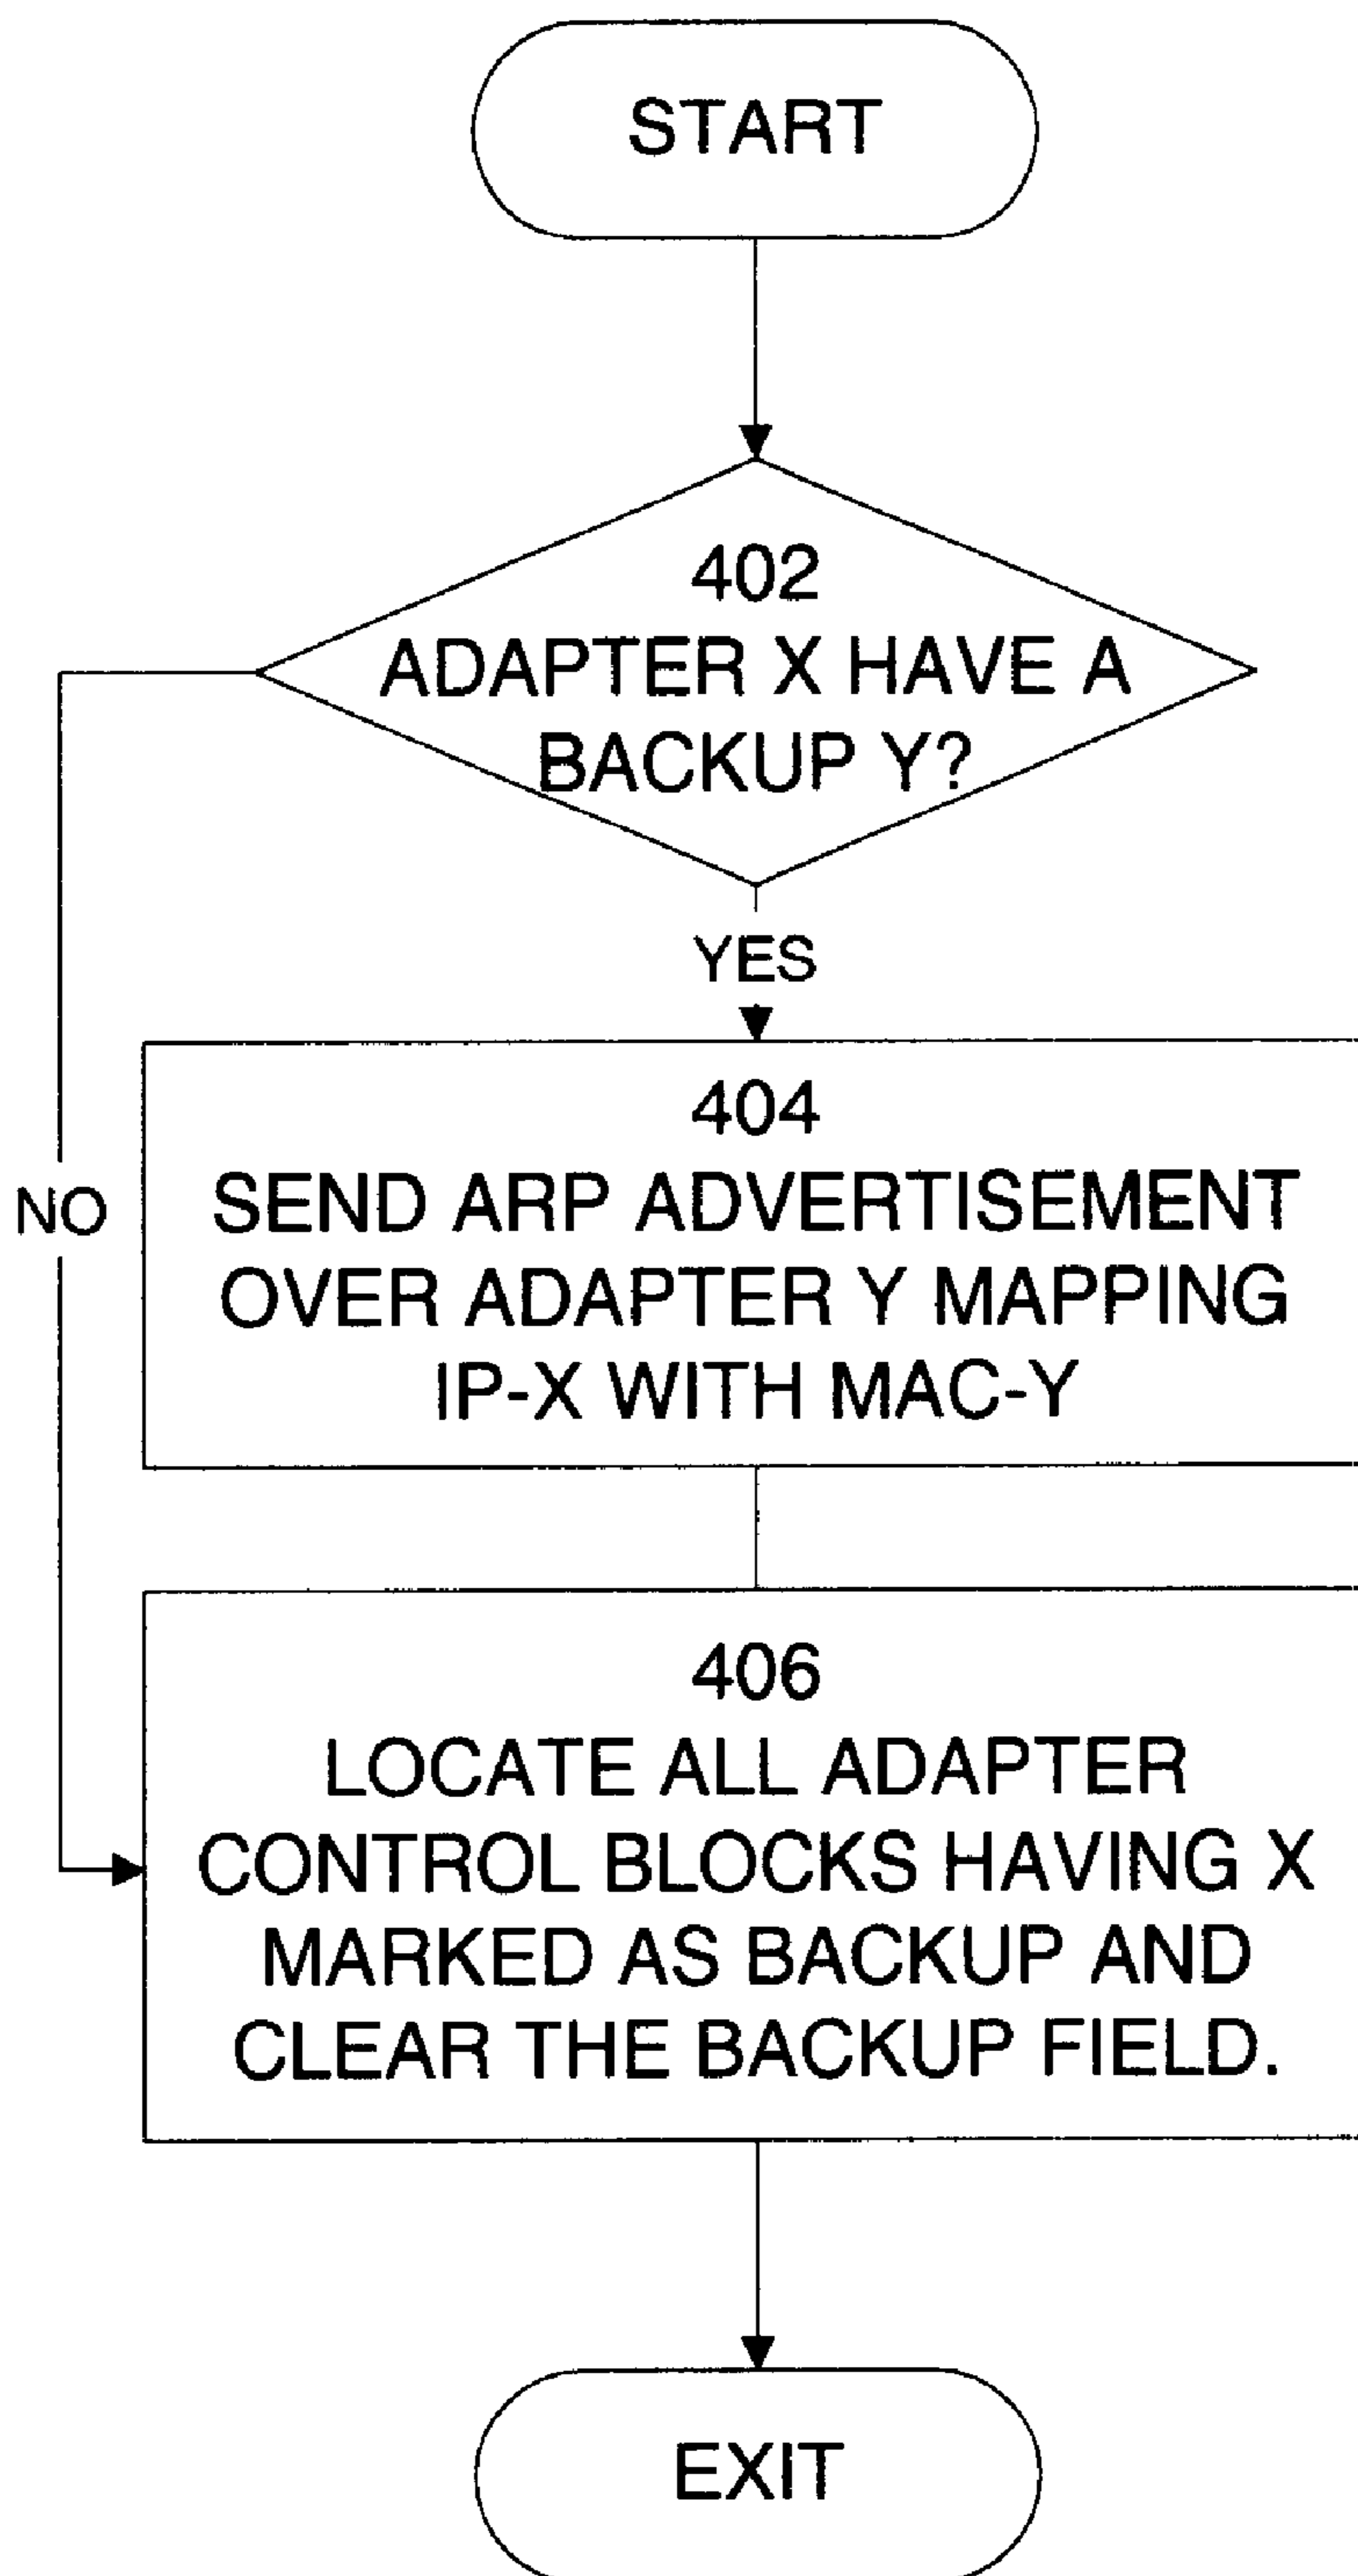 START
402
ADAPTER X HAVE A
BACKUP Y?
YES
404
SEND ARP ADVERTISEMENT
OVER ADAPTER Y MAPPING
IP-X WITH MAC-Y
NO
406
LOCATE ALL ADAPTER
CONTROL BLOCKS HAVING X
MARKED AS BACKUP AND
CLEAR THE BACKUP FIELD.
EXIT